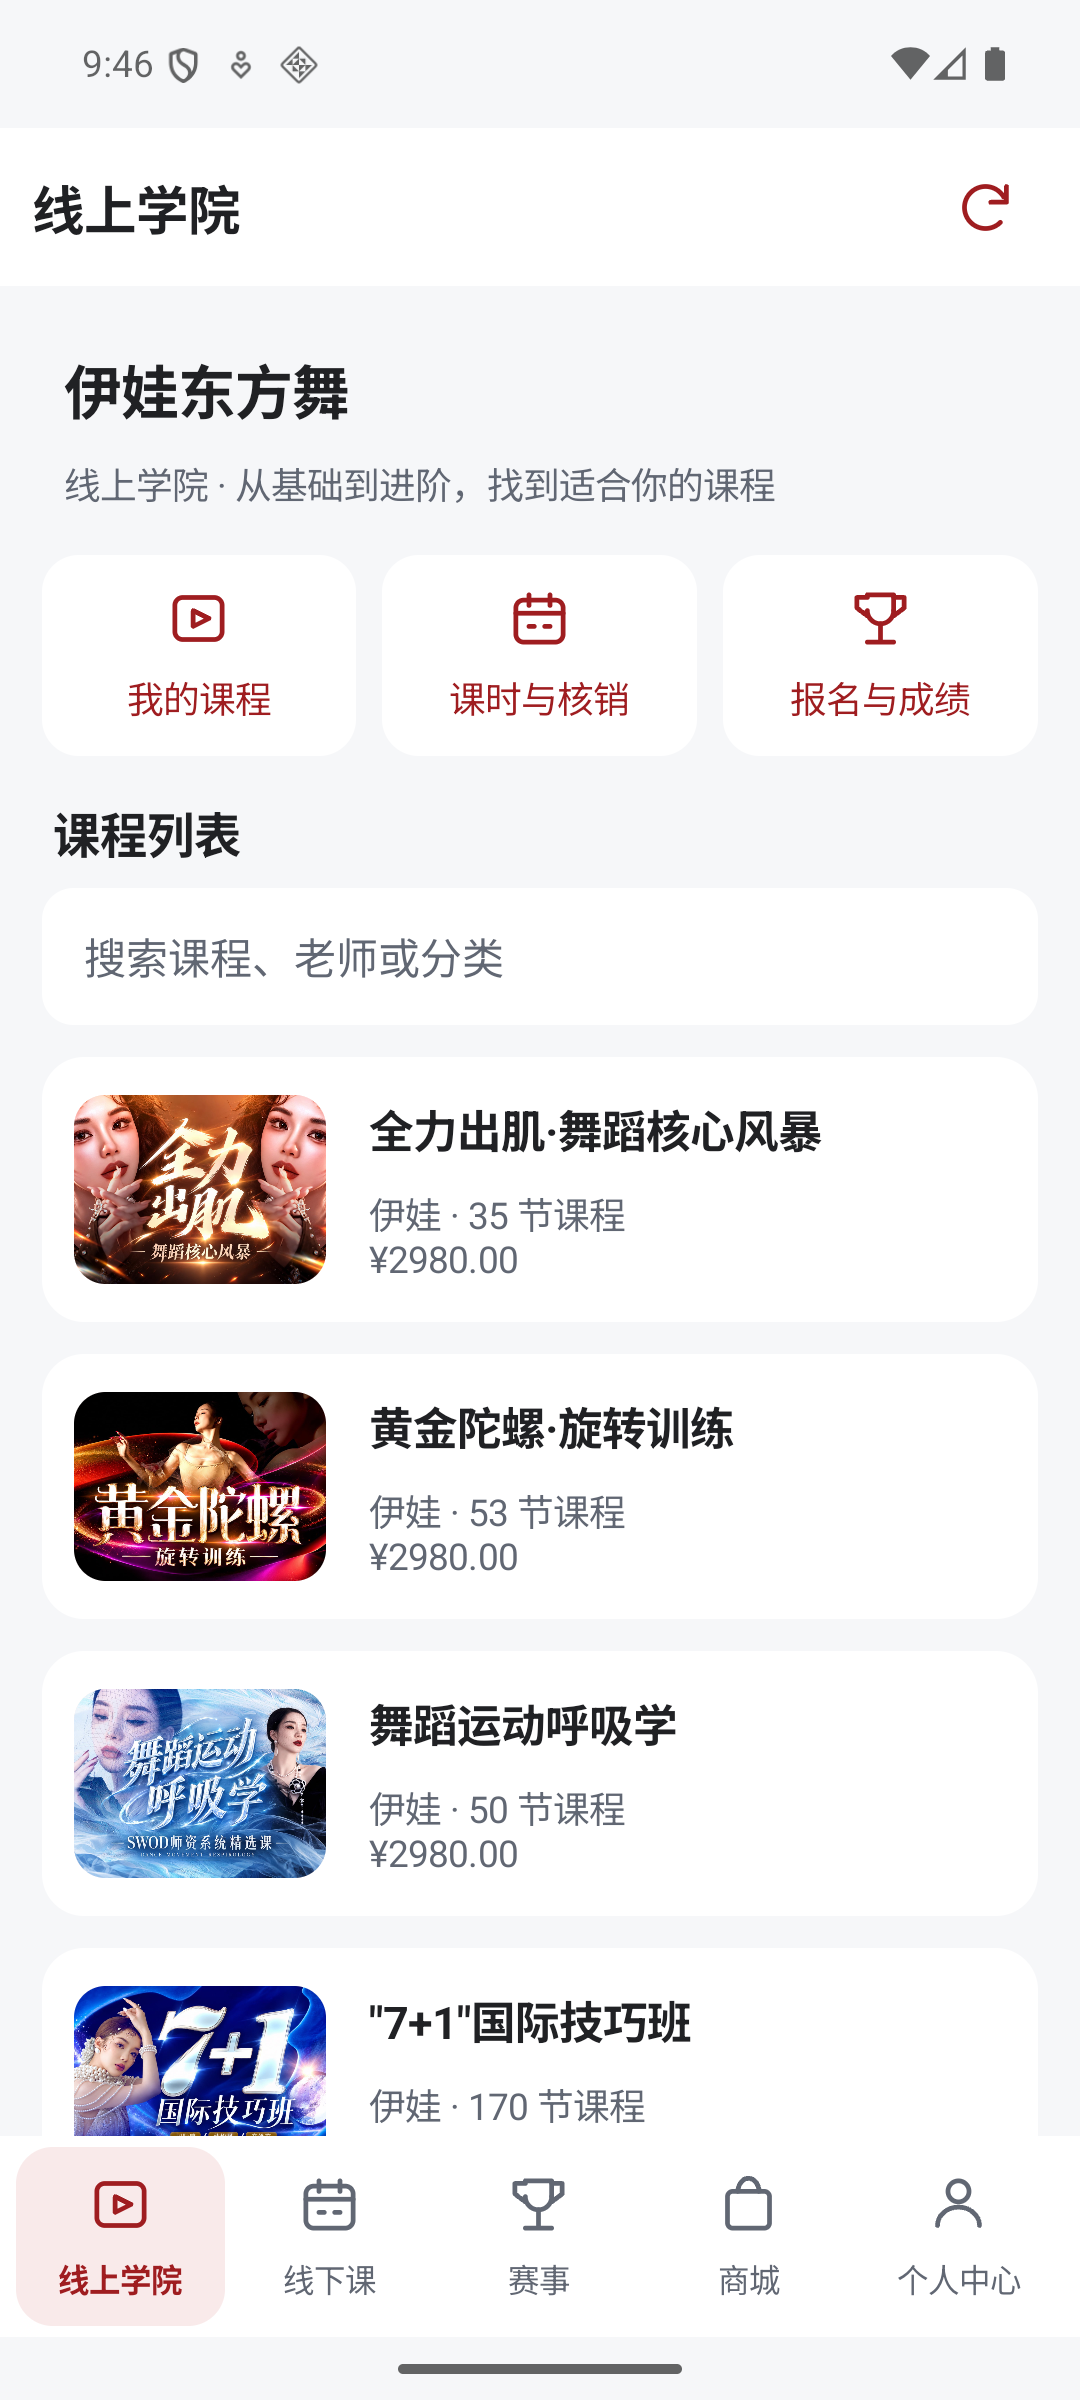 9:46
线上学院
伊娃东方舞
线上学院 · 从基础到进阶，找到适合你的课程
我的课程
课时与核销
报名与成绩
课程列表
搜索课程、老师或分类
全力
出肌
舞蹈核心风暴
全力出肌·舞蹈核心风暴
伊娃 · 35 节课程
¥2980.00
黄金陀螺
旋转训练
黄金陀螺·旋转训练
伊娃 · 53 节课程
¥2980.00
舞蹈运动
呼吸学
SWOD师资系统精选课
舞蹈运动呼吸学
伊娃 · 50 节课程
¥2980.00
7+1
国际技巧班
"7+1"国际技巧班
伊娃 · 170 节课程
线上学院
线下课
赛事
商城
个人中心